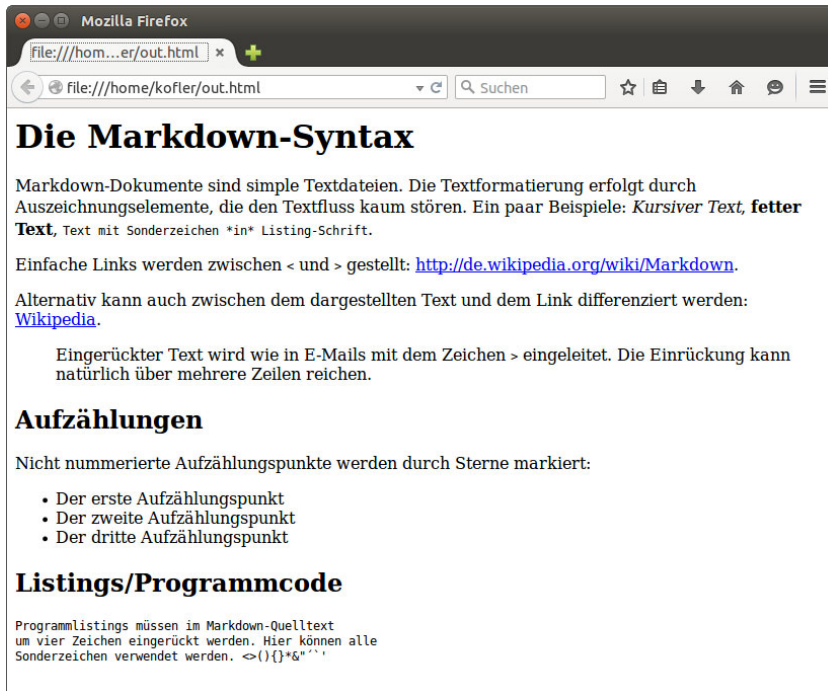 Mozilla Firefox
file:///hom...er/out.html
file:///home/kofler/out.html
Suchen
Die Markdown-Syntax
Markdown-Dokumente sind simple Textdateien. Die Textformatierung erfolgt durch
Auszeichnungselemente, die den Textfluss kaum stören. Ein paar Beispiele: Kursiver Text, fetter
Text, Text mit Sonderzeichen *in* Listing-Schrift.
Einfache Links werden zwischen < und > gestellt: http://de.wikipedia.org/wiki/Markdown.
Alternativ kann auch zwischen dem dargestellten Text und dem Link differenziert werden:
Wikipedia.
Eingerückter Text wird wie in E-Mails mit dem Zeichen > eingeleitet. Die Einrückung kann
natürlich über mehrere Zeilen reichen.
Aufzählungen
Nicht nummerierte Aufzählungspunkte werden durch Sterne markiert:
• Der erste Aufzählungspunkt
• Der zweite Aufzählungspunkt
• Der dritte Aufzählungspunkt
Listings/Programmcode
Programmlistings müssen im Markdown-Quelltext
um vier Zeichen eingerückt werden. Hier können alle
Sonderzeichen verwendet werden. <>(){}*&"´`'